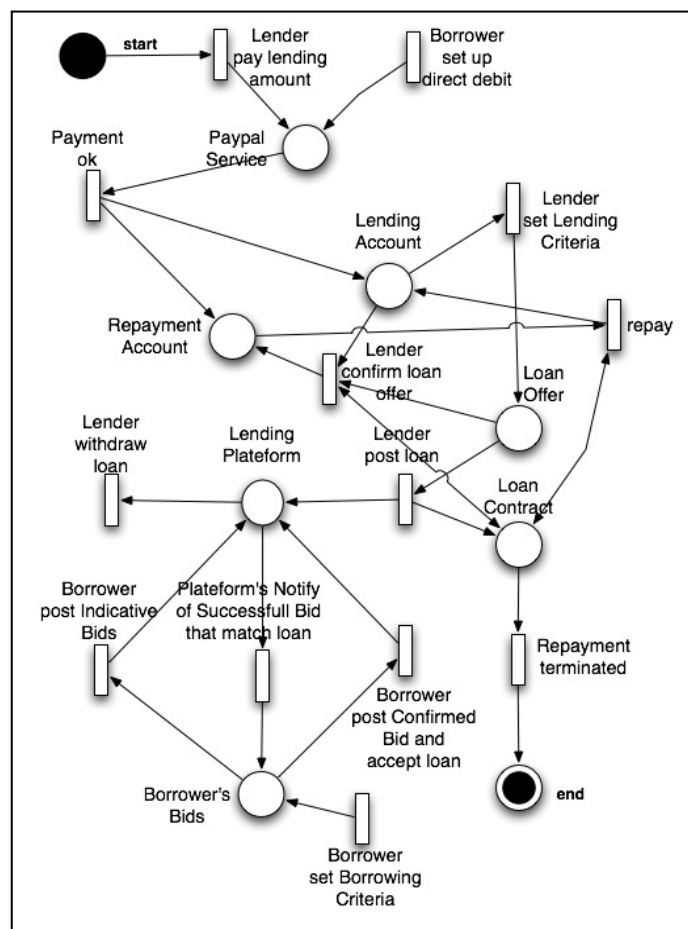 start
Lender
pay lending
amount
Borrower
set up
direct debit
Payment
ok
Paypal
Service
Lending
Account
Lender
set Lending
Criteria
Repayment
Account
repay
Lender
confirm loan
offer
Loan
Offer
Lender
withdraw
loan
Lending
Plateform
Lender
post loan
Loan
Contract
Borrower
post Indicative
Bids
Plateform's Notify
of Successfull Bid
that match loan
Repayment
terminated
Borrower
post Confirmed
Bid and
accept loan
Borrower's
Bids
end
Borrower
set Borrowing
Criteria